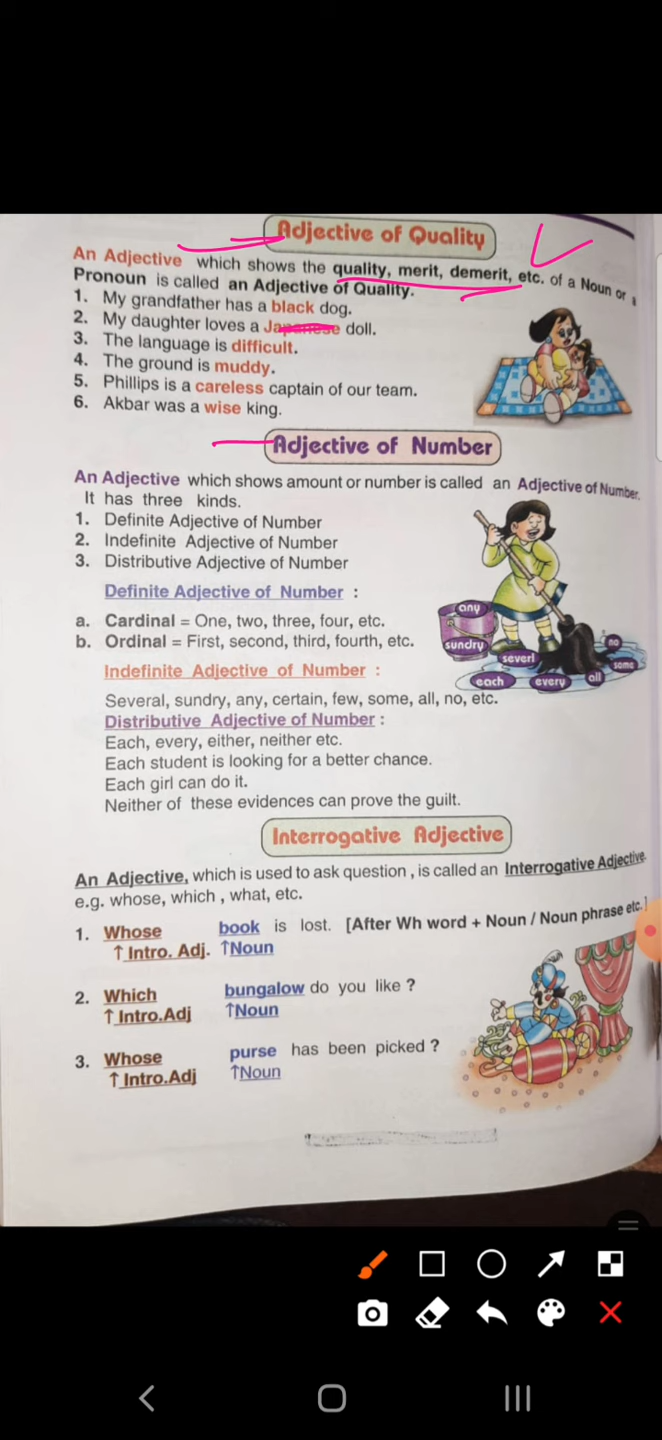 Adjective of Quality
An Adjective which shows the quality, merit, demerit, etc. of a Noun or a
Pronoun is called an Adjective of Quality.
1. My grandfather has a black dog.
2. My daughter loves a Japanese doll.
3. The language is difficult.
4. The ground is muddy.
5. Phillips is a careless captain of our team.
6. Akbar was a wise king.
Adjective of Number
An Adjective which shows amount or number is called an Adjective of Number.
It has three kinds.
1. Definite Adjective of Number
2. Indefinite Adjective of Number
3. Distributive Adjective of Number
Definite Adjective of Number :
a. Cardinal = One, two, three, four, etc.
b. Ordinal = First, second, third, fourth, etc.
any
sundry
severl
no
some
each
every
all
Indefinite Adjective of Number :
Several, sundry, any, certain, few, some, all, no, etc.
Distributive Adjective of Number :
Each, every, either, neither etc.
Each student is looking for a better chance.
Each girl can do it.
Neither of these evidences can prove the guilt.
Interrogative Adjective
An Adjective, which is used to ask question , is called an Interrogative Adjective.
e.g. whose, which , what, etc.
1. Whose book is lost. [After Wh word + Noun / Noun phrase etc.]
↑ Intro. Adj. ↑Noun
2. Which bungalow do you like ?
↑ Intro.Adj ↑Noun
3. Whose purse has been picked ?
↑ Intro.Adj ↑Noun